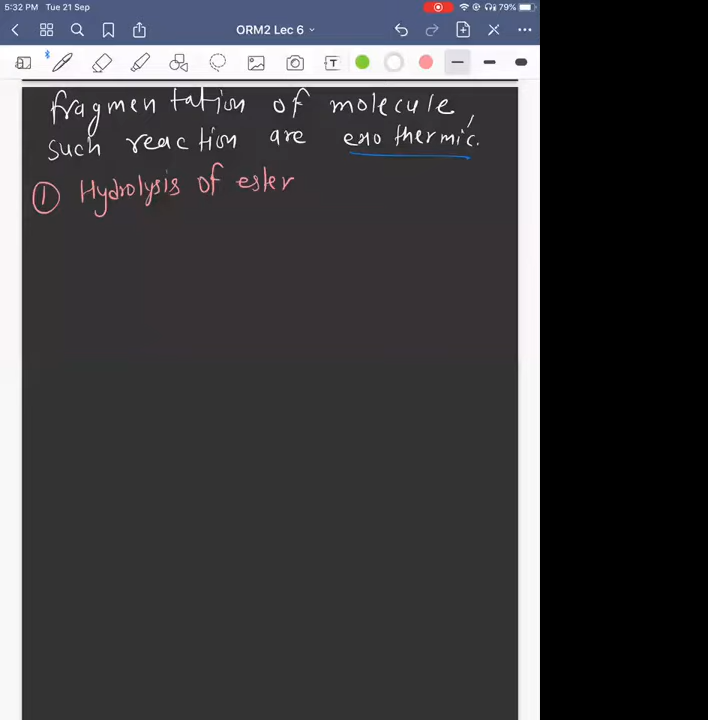 5:32 PM Tue 21 Sep
79%
ORM2 Lec 6
T
fragmentation of molecule,
such reaction are exothermic.
① Hydrolysis of ester